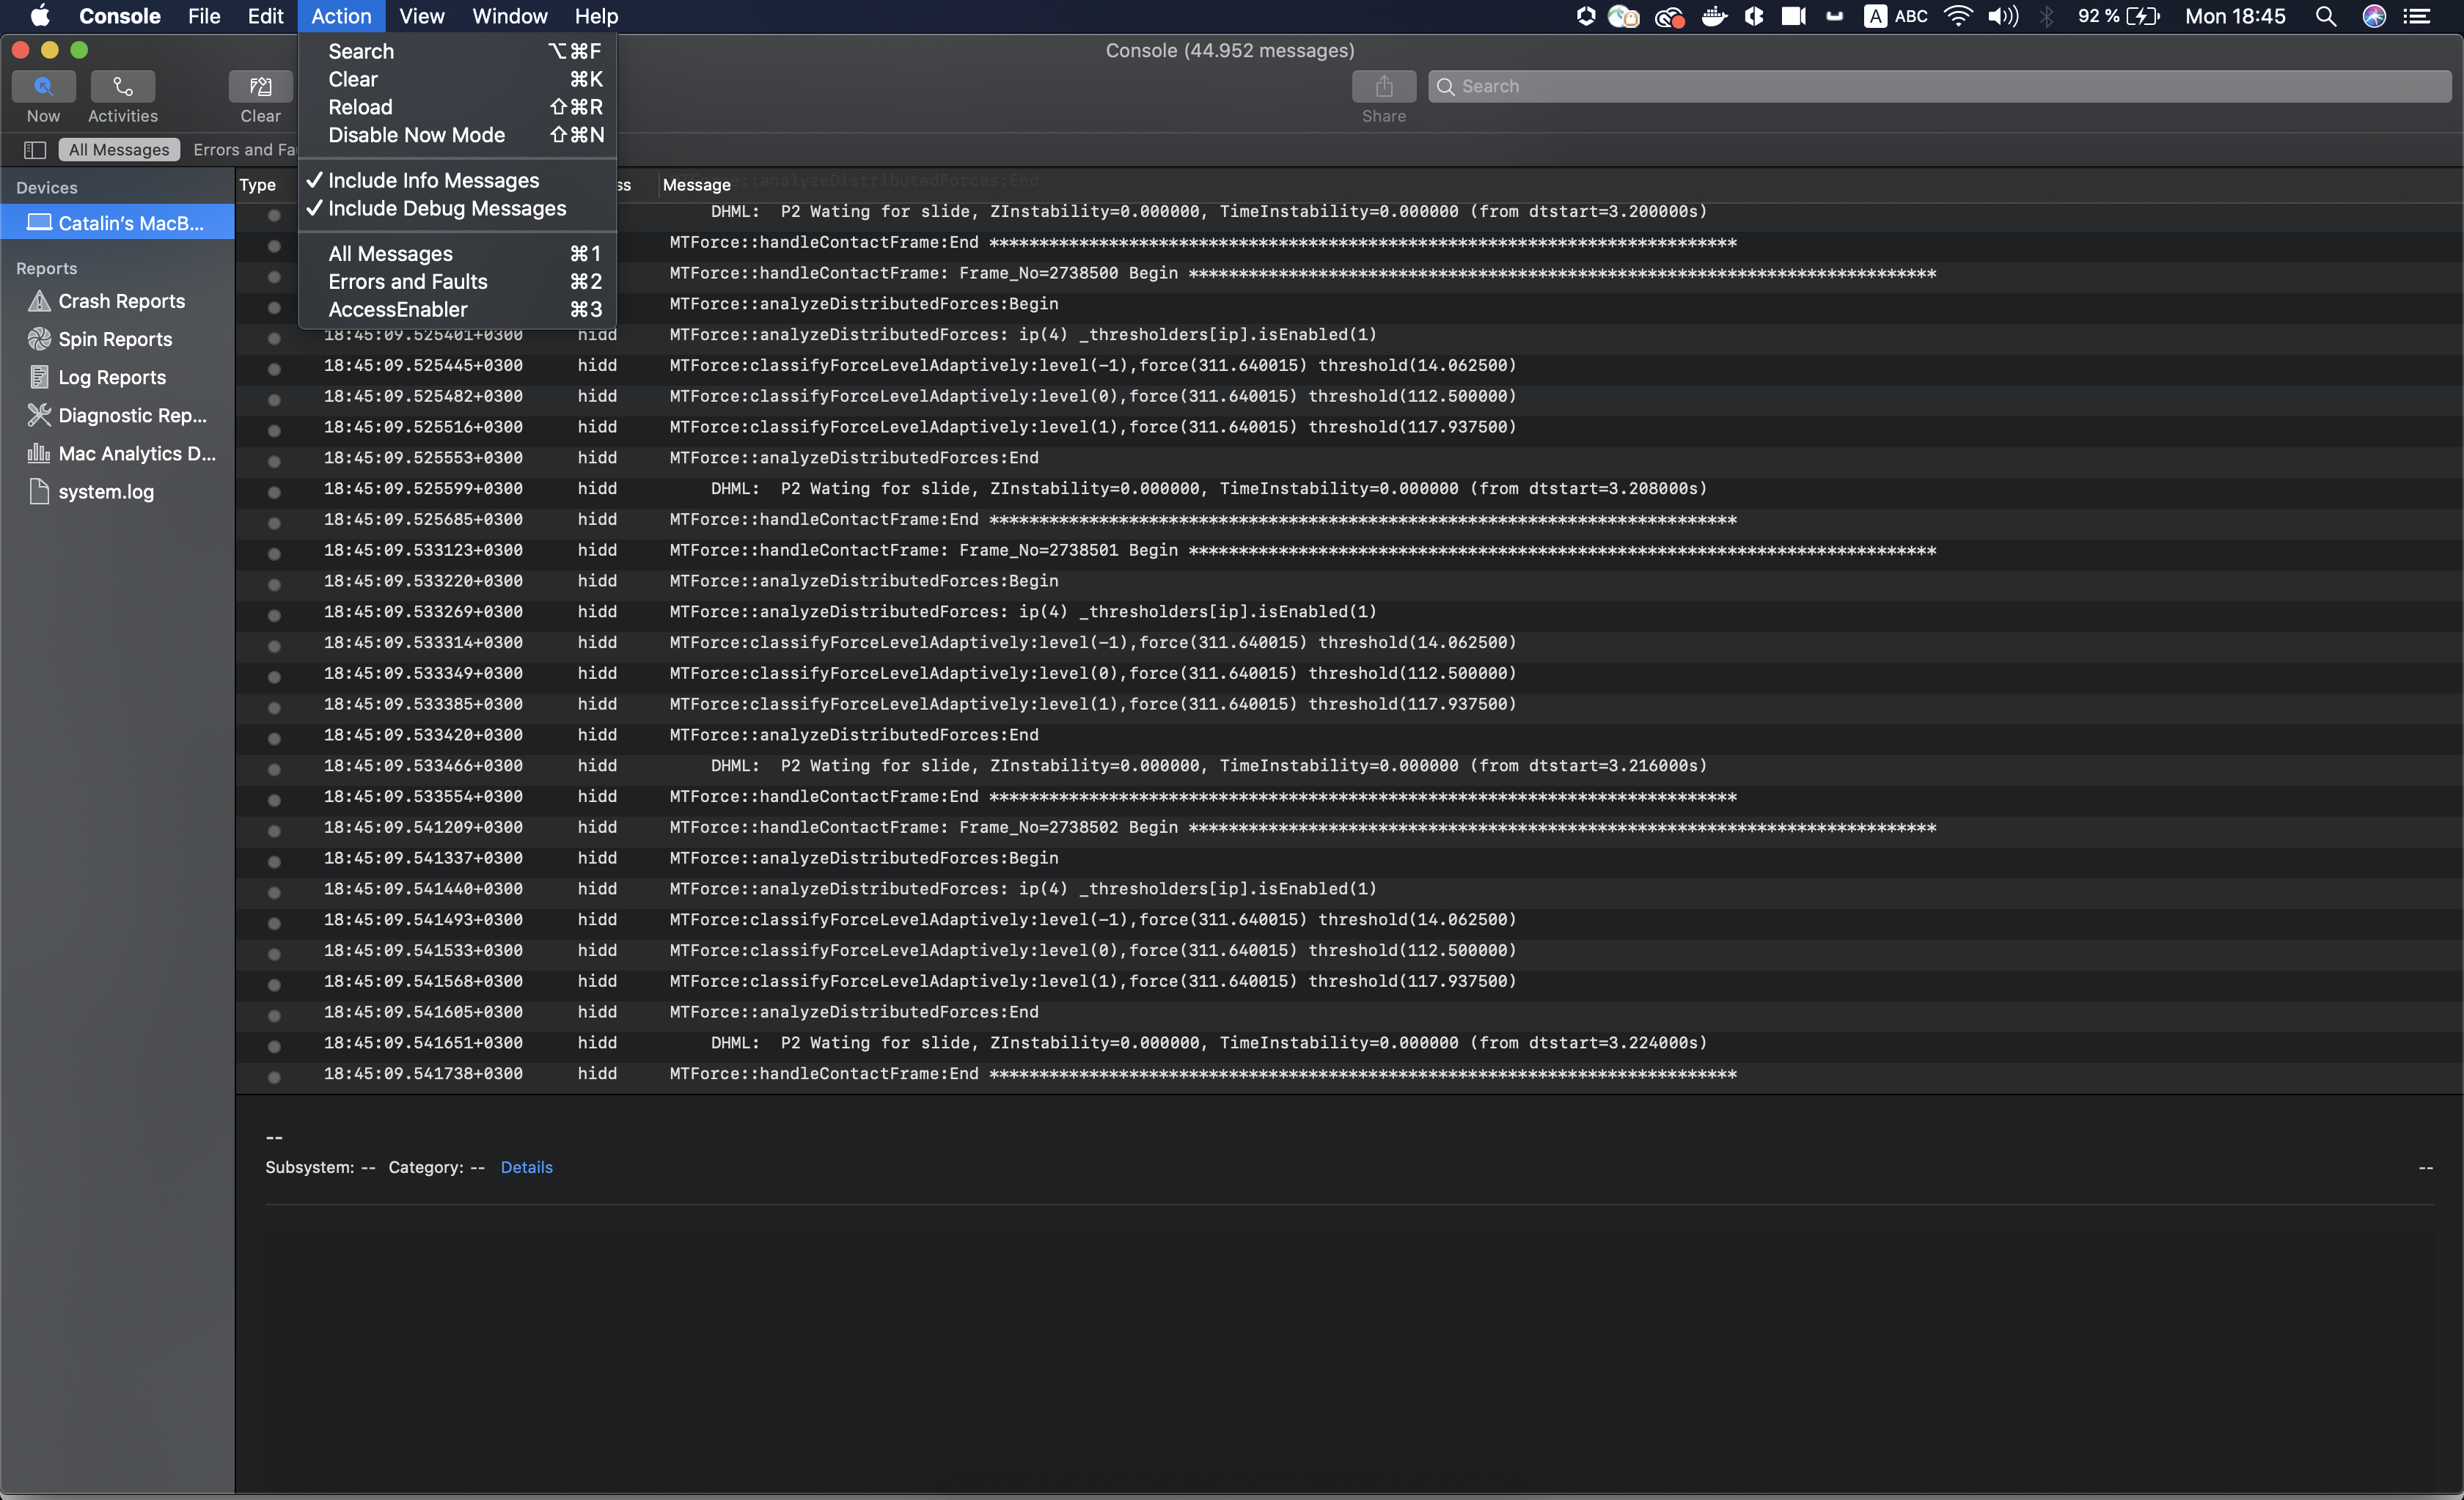 Console File Edit Action View Window Help
A ABC 92 % Mon 18:45
Console (44.952 messages)
Search ⌥⌘F
Clear ⌘K
Reload ⇧⌘R
Disable Now Mode ⇧⌘N
Include Info Messages
Include Debug Messages
All Messages ⌘1
Errors and Faults ⌘2
AccessEnabler ⌘3
Now Activities Clear Share Search
All Messages Errors and Fa
Devices
Catalin's MacB...
Reports
Crash Reports
Spin Reports
Log Reports
Diagnostic Rep...
Mac Analytics D...
system.log
Type ss Message
MTForce::analyzeDistributedForces:End
DHML: P2 Wating for slide, ZInstability=0.000000, TimeInstability=0.000000 (from dtstart=3.200000s)
MTForce::handleContactFrame:End ***************************************************************************
MTForce::handleContactFrame: Frame_No=2738500 Begin ***************************************************************************
MTForce::analyzeDistributedForces:Begin
18:45:09.525401+0300 hidd MTForce::analyzeDistributedForces: ip(4) _thresholders[ip].isEnabled(1)
18:45:09.525445+0300 hidd MTForce:classifyForceLevelAdaptively:level(-1),force(311.640015) threshold(14.062500)
18:45:09.525482+0300 hidd MTForce:classifyForceLevelAdaptively:level(0),force(311.640015) threshold(112.500000)
18:45:09.525516+0300 hidd MTForce:classifyForceLevelAdaptively:level(1),force(311.640015) threshold(117.937500)
18:45:09.525553+0300 hidd MTForce::analyzeDistributedForces:End
18:45:09.525599+0300 hidd DHML: P2 Wating for slide, ZInstability=0.000000, TimeInstability=0.000000 (from dtstart=3.208000s)
18:45:09.525685+0300 hidd MTForce::handleContactFrame:End ***************************************************************************
18:45:09.533123+0300 hidd MTForce::handleContactFrame: Frame_No=2738501 Begin ***************************************************************************
18:45:09.533220+0300 hidd MTForce::analyzeDistributedForces:Begin
18:45:09.533269+0300 hidd MTForce::analyzeDistributedForces: ip(4) _thresholders[ip].isEnabled(1)
18:45:09.533314+0300 hidd MTForce:classifyForceLevelAdaptively:level(-1),force(311.640015) threshold(14.062500)
18:45:09.533349+0300 hidd MTForce:classifyForceLevelAdaptively:level(0),force(311.640015) threshold(112.500000)
18:45:09.533385+0300 hidd MTForce:classifyForceLevelAdaptively:level(1),force(311.640015) threshold(117.937500)
18:45:09.533420+0300 hidd MTForce::analyzeDistributedForces:End
18:45:09.533466+0300 hidd DHML: P2 Wating for slide, ZInstability=0.000000, TimeInstability=0.000000 (from dtstart=3.216000s)
18:45:09.533554+0300 hidd MTForce::handleContactFrame:End ***************************************************************************
18:45:09.541209+0300 hidd MTForce::handleContactFrame: Frame_No=2738502 Begin ***************************************************************************
18:45:09.541337+0300 hidd MTForce::analyzeDistributedForces:Begin
18:45:09.541440+0300 hidd MTForce::analyzeDistributedForces: ip(4) _thresholders[ip].isEnabled(1)
18:45:09.541493+0300 hidd MTForce:classifyForceLevelAdaptively:level(-1),force(311.640015) threshold(14.062500)
18:45:09.541533+0300 hidd MTForce:classifyForceLevelAdaptively:level(0),force(311.640015) threshold(112.500000)
18:45:09.541568+0300 hidd MTForce:classifyForceLevelAdaptively:level(1),force(311.640015) threshold(117.937500)
18:45:09.541605+0300 hidd MTForce::analyzeDistributedForces:End
18:45:09.541651+0300 hidd DHML: P2 Wating for slide, ZInstability=0.000000, TimeInstability=0.000000 (from dtstart=3.224000s)
18:45:09.541738+0300 hidd MTForce::handleContactFrame:End ***************************************************************************
--
Subsystem: -- Category: -- Details --